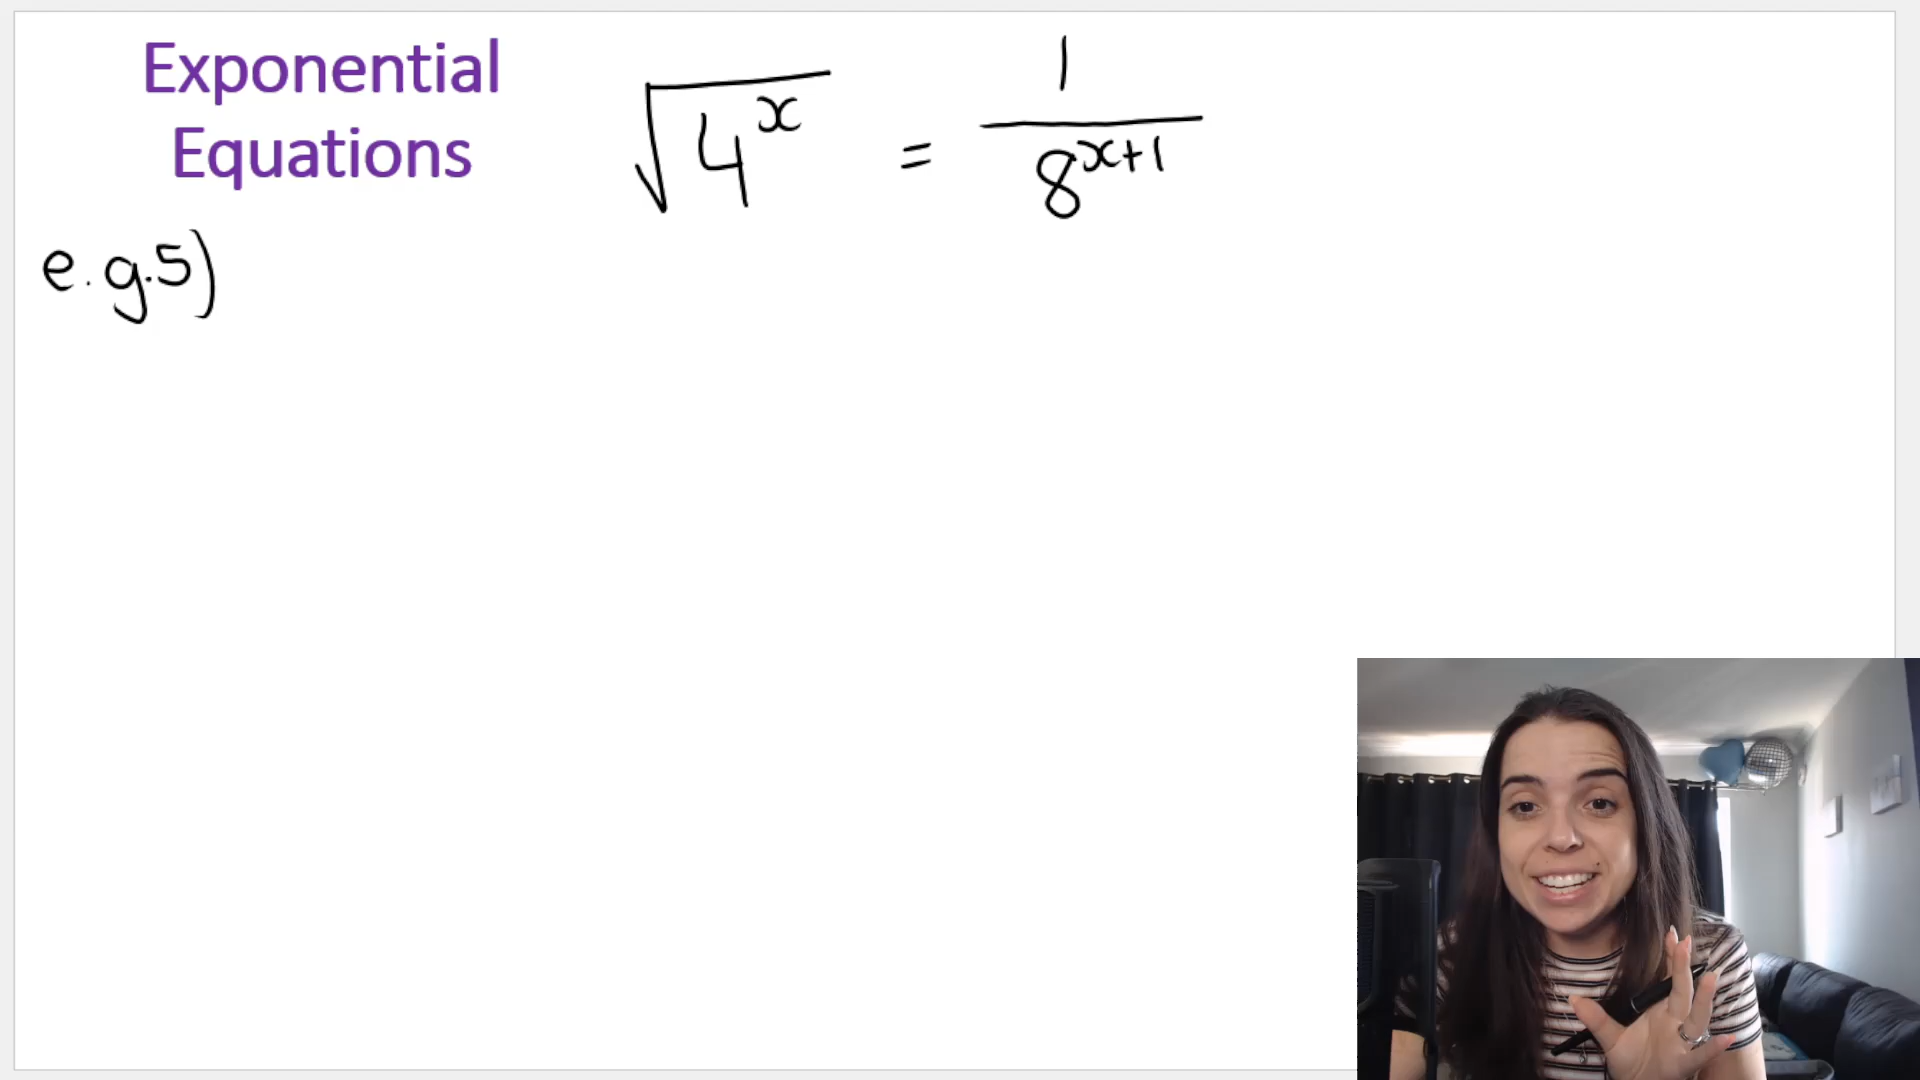 Exponential
Equations
√4^x = 1/8^(x+1)
e.g.5)